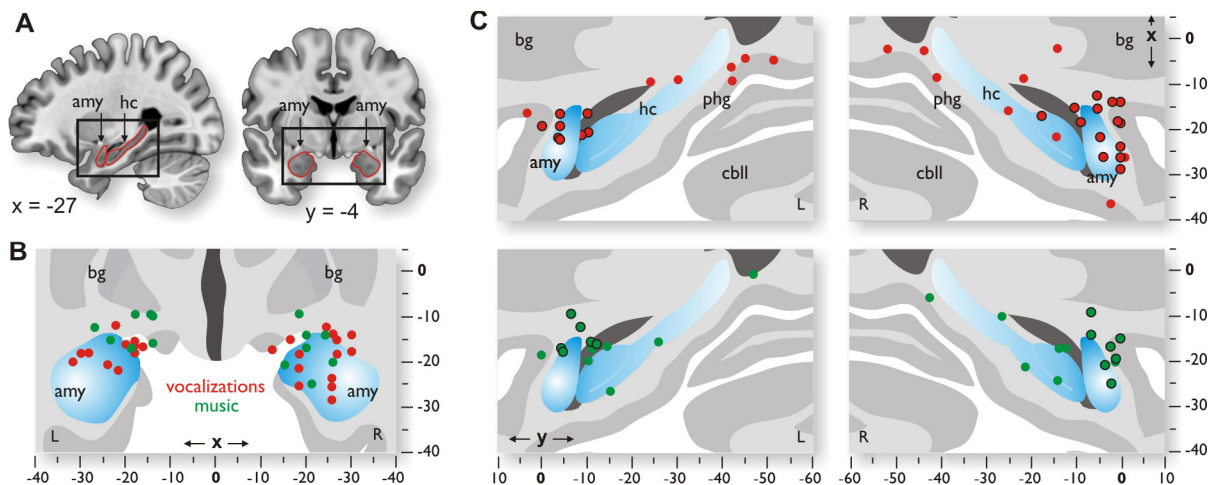 A
amy hc
amy amy
x = -27
y = -4
B
bg bg
amy amy
vocalizations
music
L x R
0
-10
-20
-30
-40
-40 -30 -20 -10 0 -10 -20 -30 -40
C
bg
hc
phg
amy
cbll
L
bg
x
phg
hc
amy
cbll
R
0
-10
-20
-30
-40
y
L
R
0
-10
-20
-30
-40
10 0 -10 -20 -30 -40 -50 -60
-60 -50 -40 -30 -20 -10 0 10